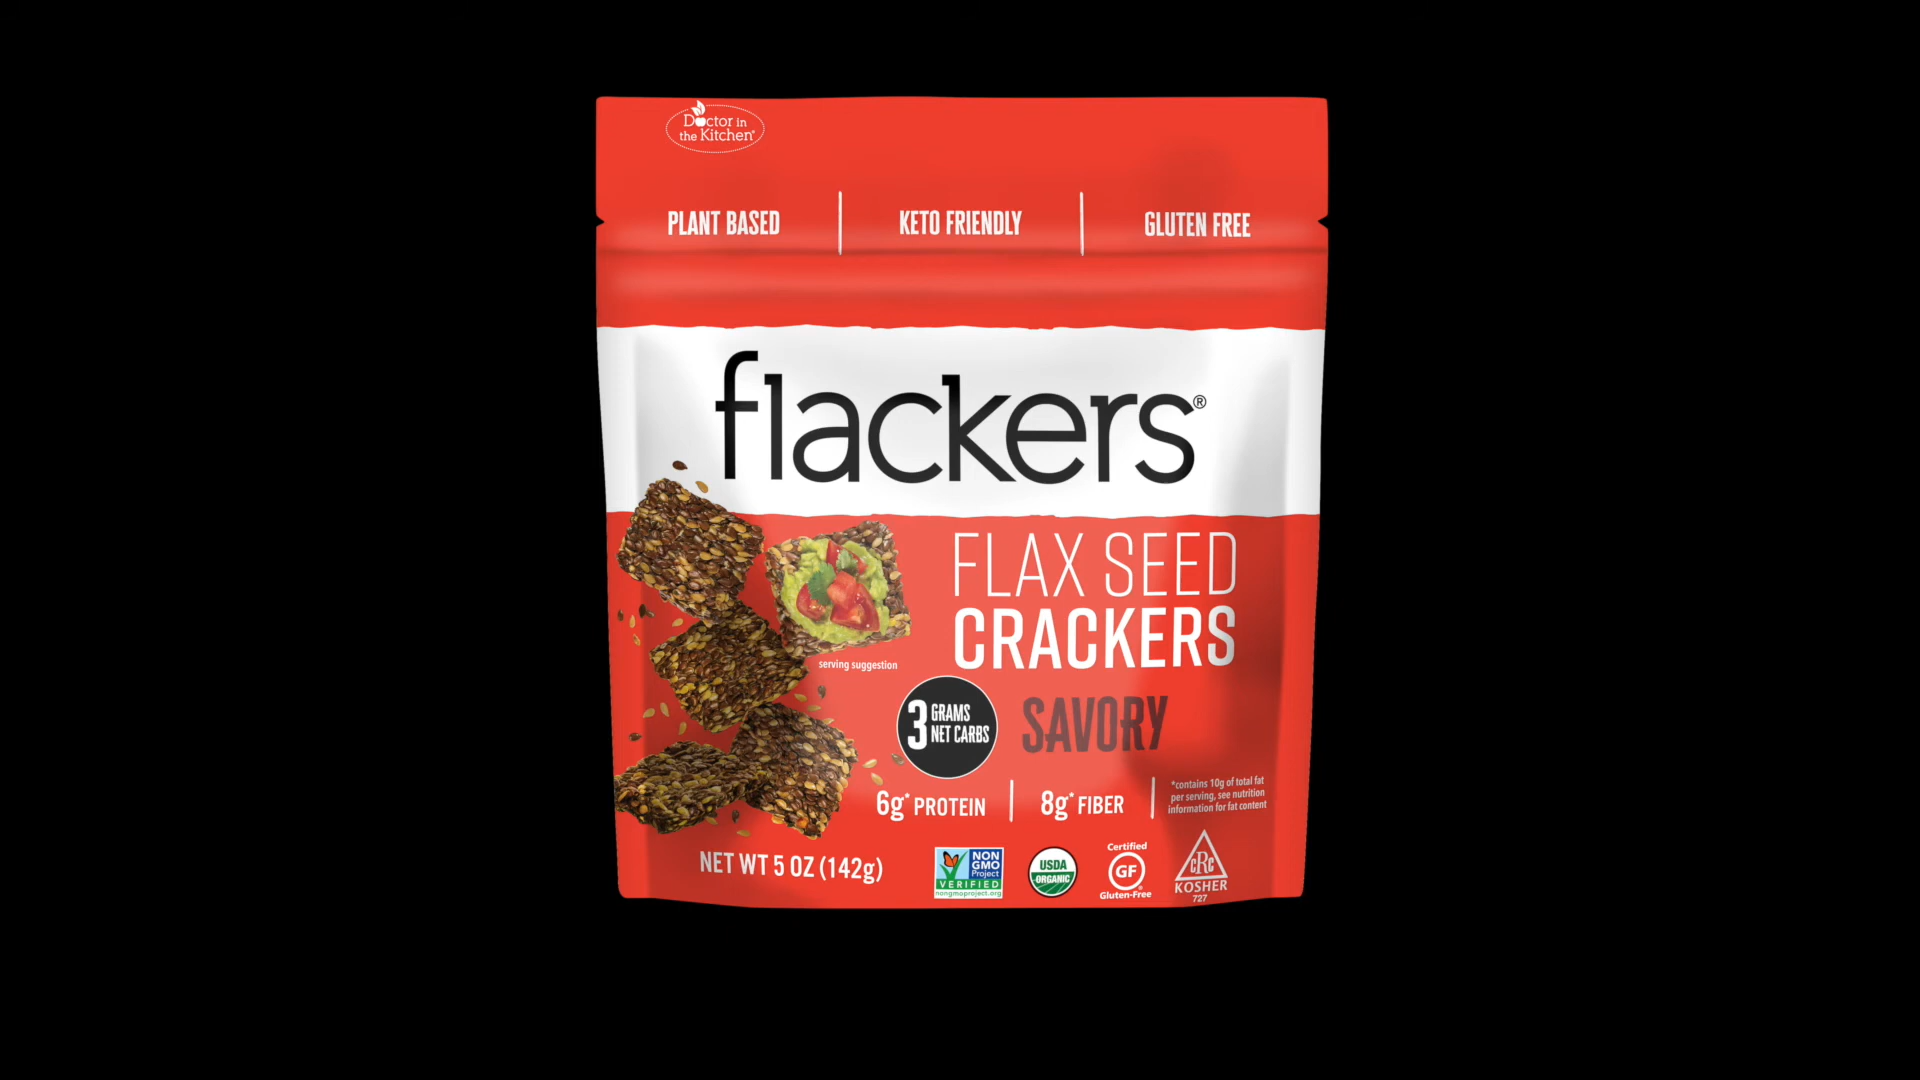 Doctor in
the Kitchen®
PLANT BASED
KETO FRIENDLY
GLUTEN FREE
flackers®
FLAX SEED
CRACKERS
serving suggestion
3 GRAMS
NET CARBS
SAVORY
6g* PROTEIN
8g* FIBER
*contains 10g of total fat
per serving, see nutrition
information for fat content
NET WT 5 OZ (142g)
NON
GMO
Project
VERIFIED
nongmoproject.org
USDA
ORGANIC
Certified
GF®
Gluten-Free
cRc
KOSHER
727